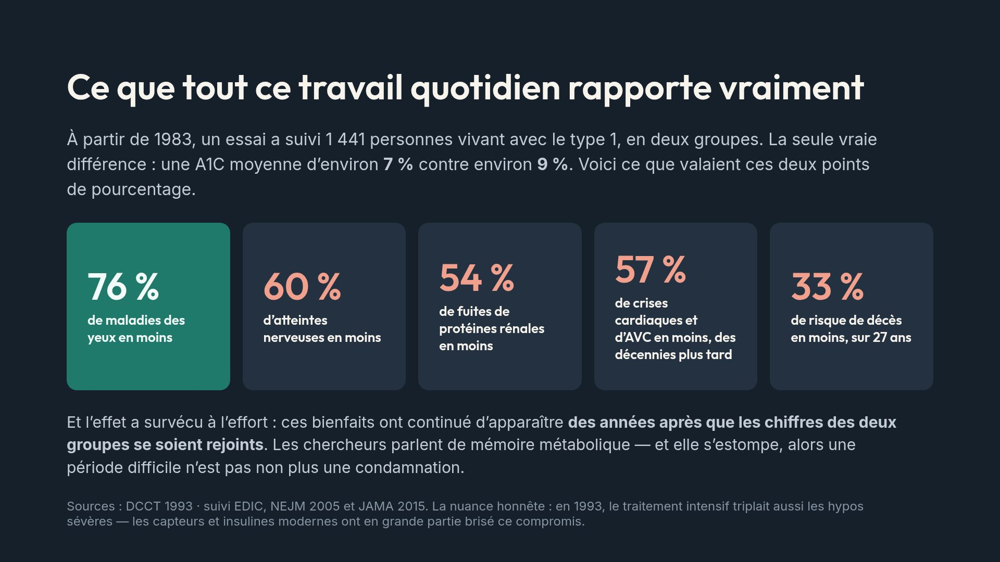 Ce que tout ce travail quotidien rapporte vraiment
À partir de 1983, un essai a suivi 1 441 personnes vivant avec le type 1, en deux groupes. La seule vraie
différence : une A1C moyenne d’environ 7 % contre environ 9 %. Voici ce que valaient ces deux points
de pourcentage.
76 %
de maladies des
yeux en moins
60 %
d’atteintes
nerveuses en moins
54 %
de fuites de
protéines rénales
en moins
57 %
de crises
cardiaques et
d’AVC en moins, des
décennies plus tard
33 %
de risque de décès
en moins, sur 27 ans
Et l’effet a survécu à l’effort : ces bienfaits ont continué d’apparaître des années après que les chiffres des deux
groupes se soient rejoints. Les chercheurs parlent de mémoire métabolique — et elle s’estompe, alors une
période difficile n’est pas non plus une condamnation.
Sources : DCCT 1993 · suivi EDIC, NEJM 2005 et JAMA 2015. La nuance honnête : en 1993, le traitement intensif triplait aussi les hypos
sévères — les capteurs et insulines modernes ont en grande partie brisé ce compromis.